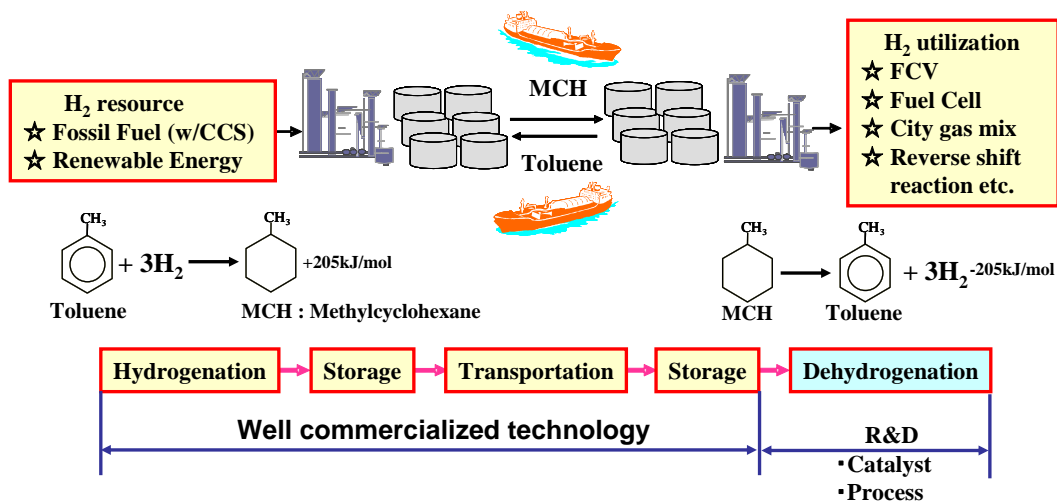 H₂ resource
☆ Fossil Fuel (w/CCS)
☆ Renewable Energy
MCH
Toluene
H₂ utilization
☆ FCV
☆ Fuel Cell
☆ City gas mix
☆ Reverse shift
reaction etc.
CH₃
+ 3H₂
CH₃
+205kJ/mol
Toluene
MCH : Methylcyclohexane
CH₃
CH₃
+ 3H₂
-205kJ/mol
MCH
Toluene
Hydrogenation
Storage
Transportation
Storage
Dehydrogenation
Well commercialized technology
R&D
・Catalyst
・Process